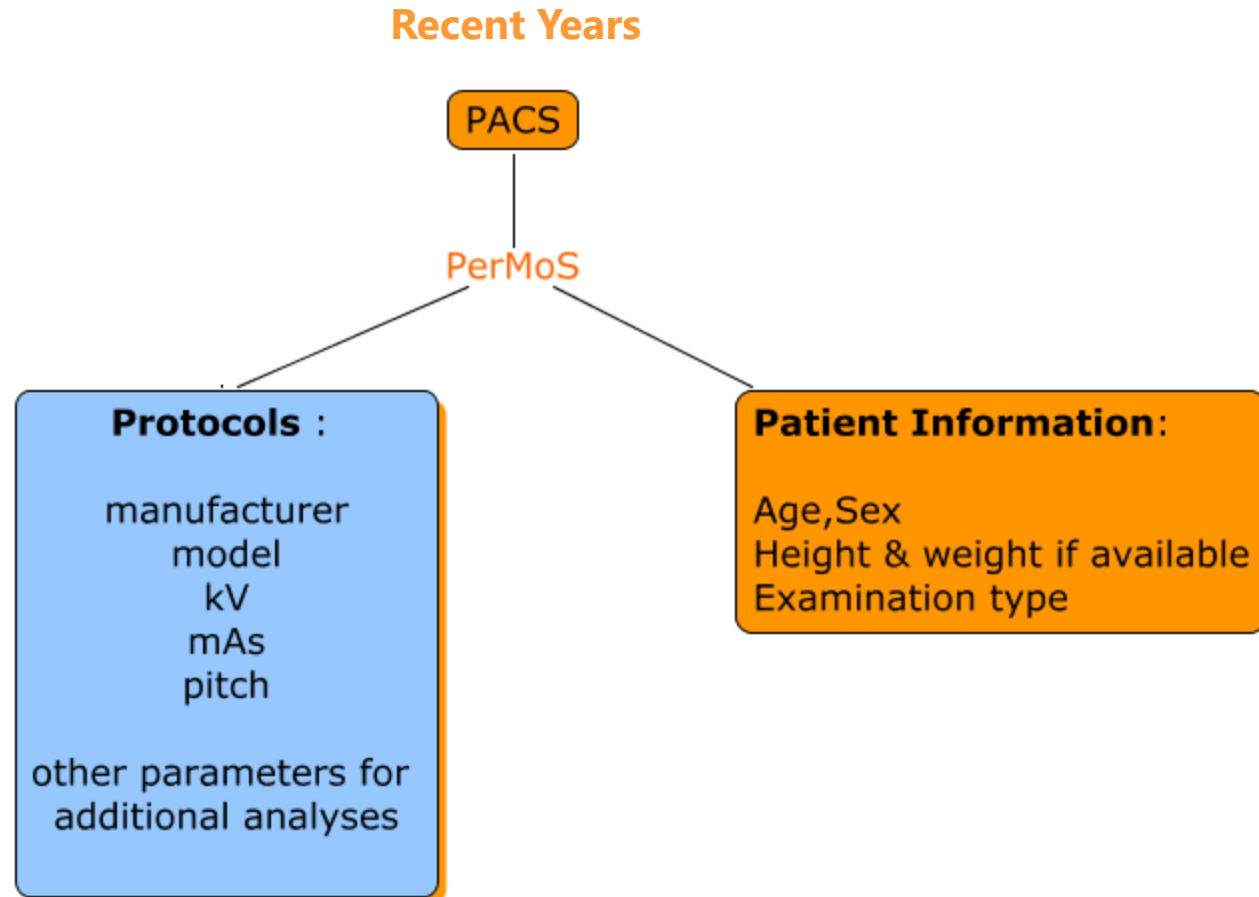 Recent Years
PACS
PerMoS
Protocols :
manufacturer
model
kV
mAs
pitch
other parameters for
additional analyses
Patient Information:
Age,Sex
Height & weight if available
Examination type